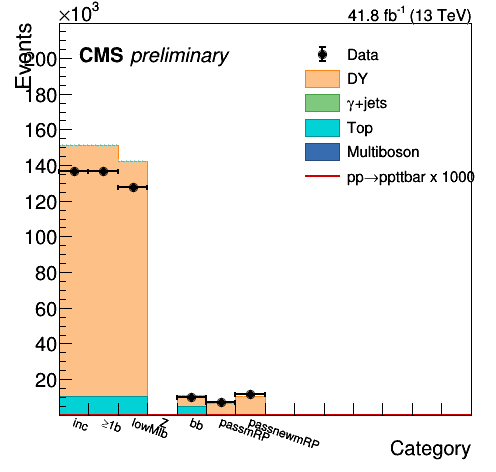 ×10³
41.8 fb⁻¹ (13 TeV)
Events
CMS preliminary
Data
DY
γ+jets
Top
Multiboson
pp→ppttbar x 1000
200
180
160
140
120
100
80
60
40
20
inc
≥1b
lowMib
Z
bb
passmRP
passnewmRP
Category